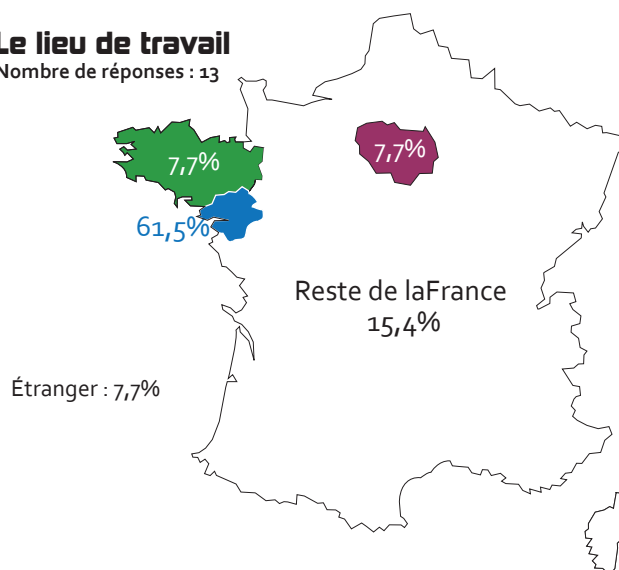 Le lieu de travail
Nombre de réponses : 13
7,7%
7,7%
61,5%
Reste de laFrance
15,4%
Étranger : 7,7%